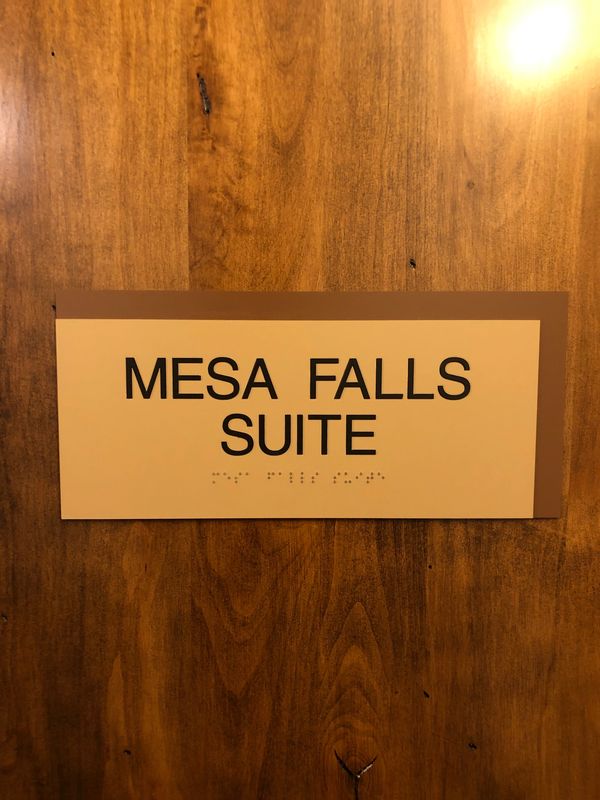 MESA FALLS
SUITE
⠍⠑⠎⠁ ⠋⠁⠇⠇⠎ ⠎⠥⠊⠞⠑